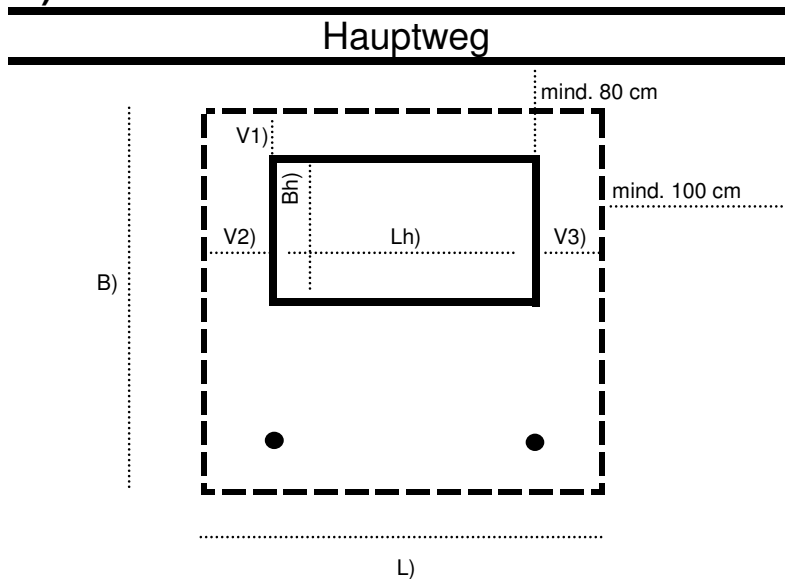 )
Hauptweg
mind. 80 cm
V1)
Bh)
mind. 100 cm
V2)
Lh)
V3)
B)
L)